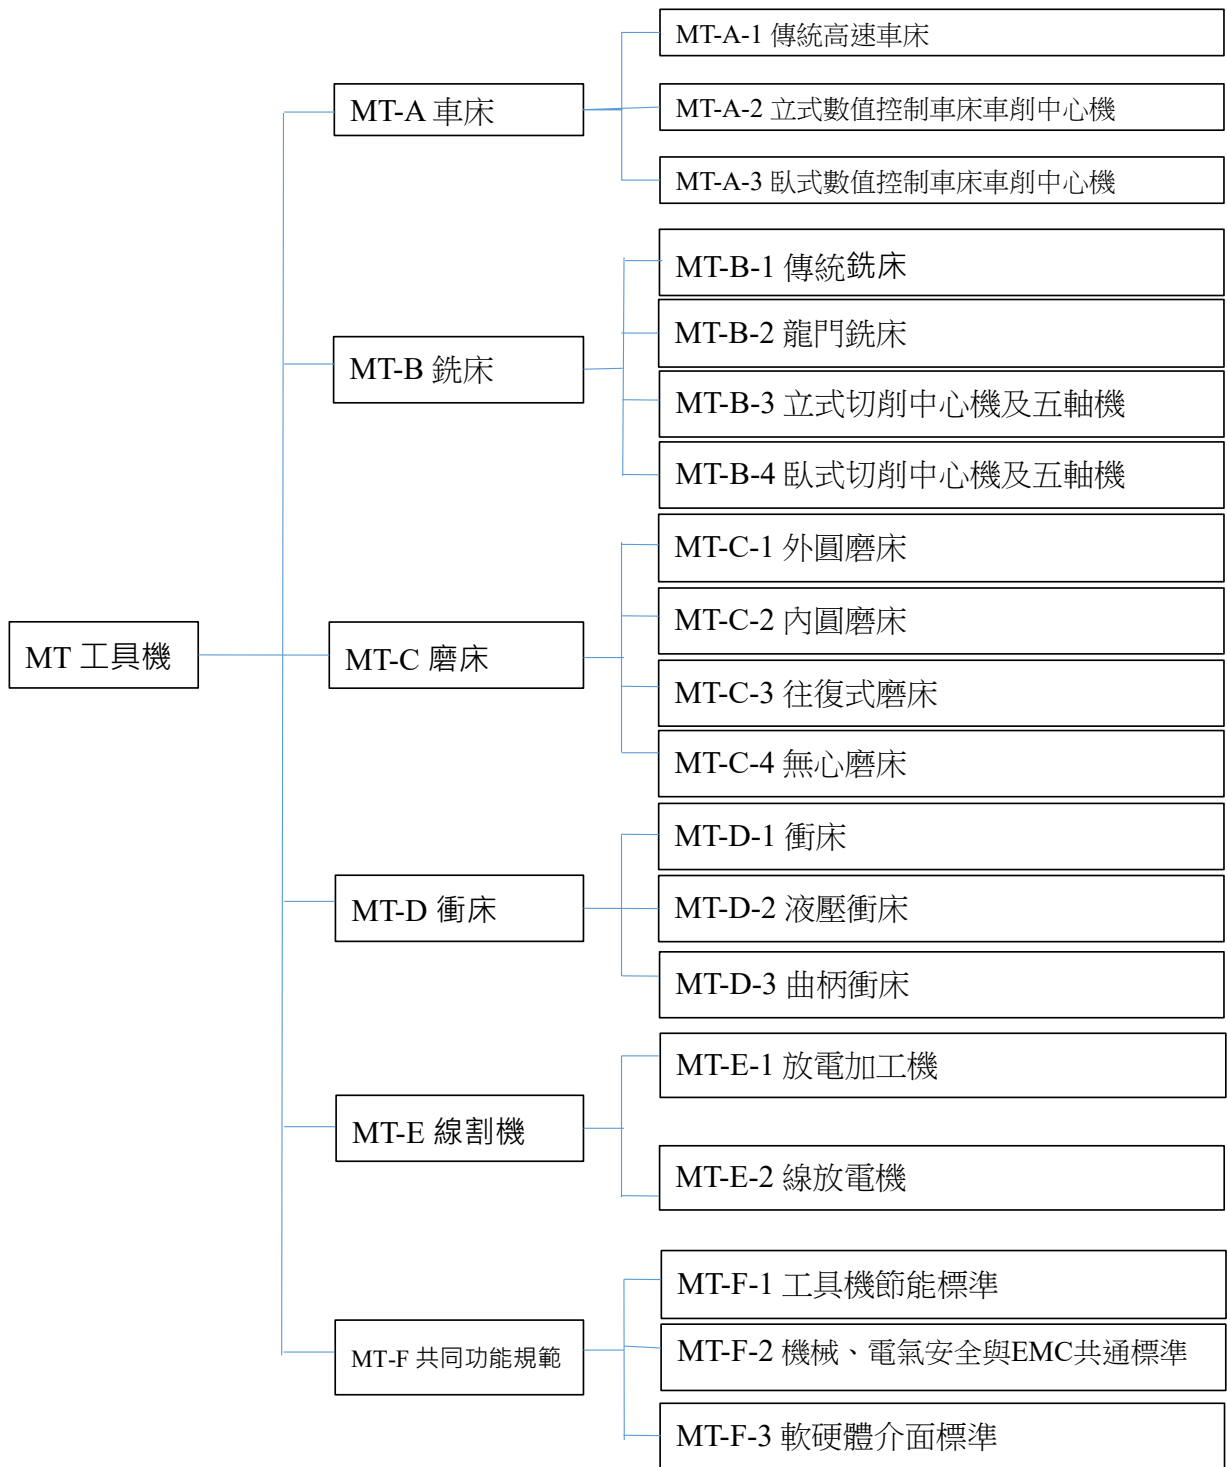 MT 工具機
MT-A 車床
MT-A-1 傳統高速車床
MT-A-2 立式數值控制車床車削中心機
MT-A-3 臥式數值控制車床車削中心機
MT-B 銑床
MT-B-1 傳統銑床
MT-B-2 龍門銑床
MT-B-3 立式切削中心機及五軸機
MT-B-4 臥式切削中心機及五軸機
MT-C 磨床
MT-C-1 外圓磨床
MT-C-2 內圓磨床
MT-C-3 往復式磨床
MT-C-4 無心磨床
MT-D 衝床
MT-D-1 衝床
MT-D-2 液壓衝床
MT-D-3 曲柄衝床
MT-E 線割機
MT-E-1 放電加工機
MT-E-2 線放電機
MT-F 共同功能規範
MT-F-1 工具機節能標準
MT-F-2 機械、電氣安全與EMC共通標準
MT-F-3 軟硬體介面標準